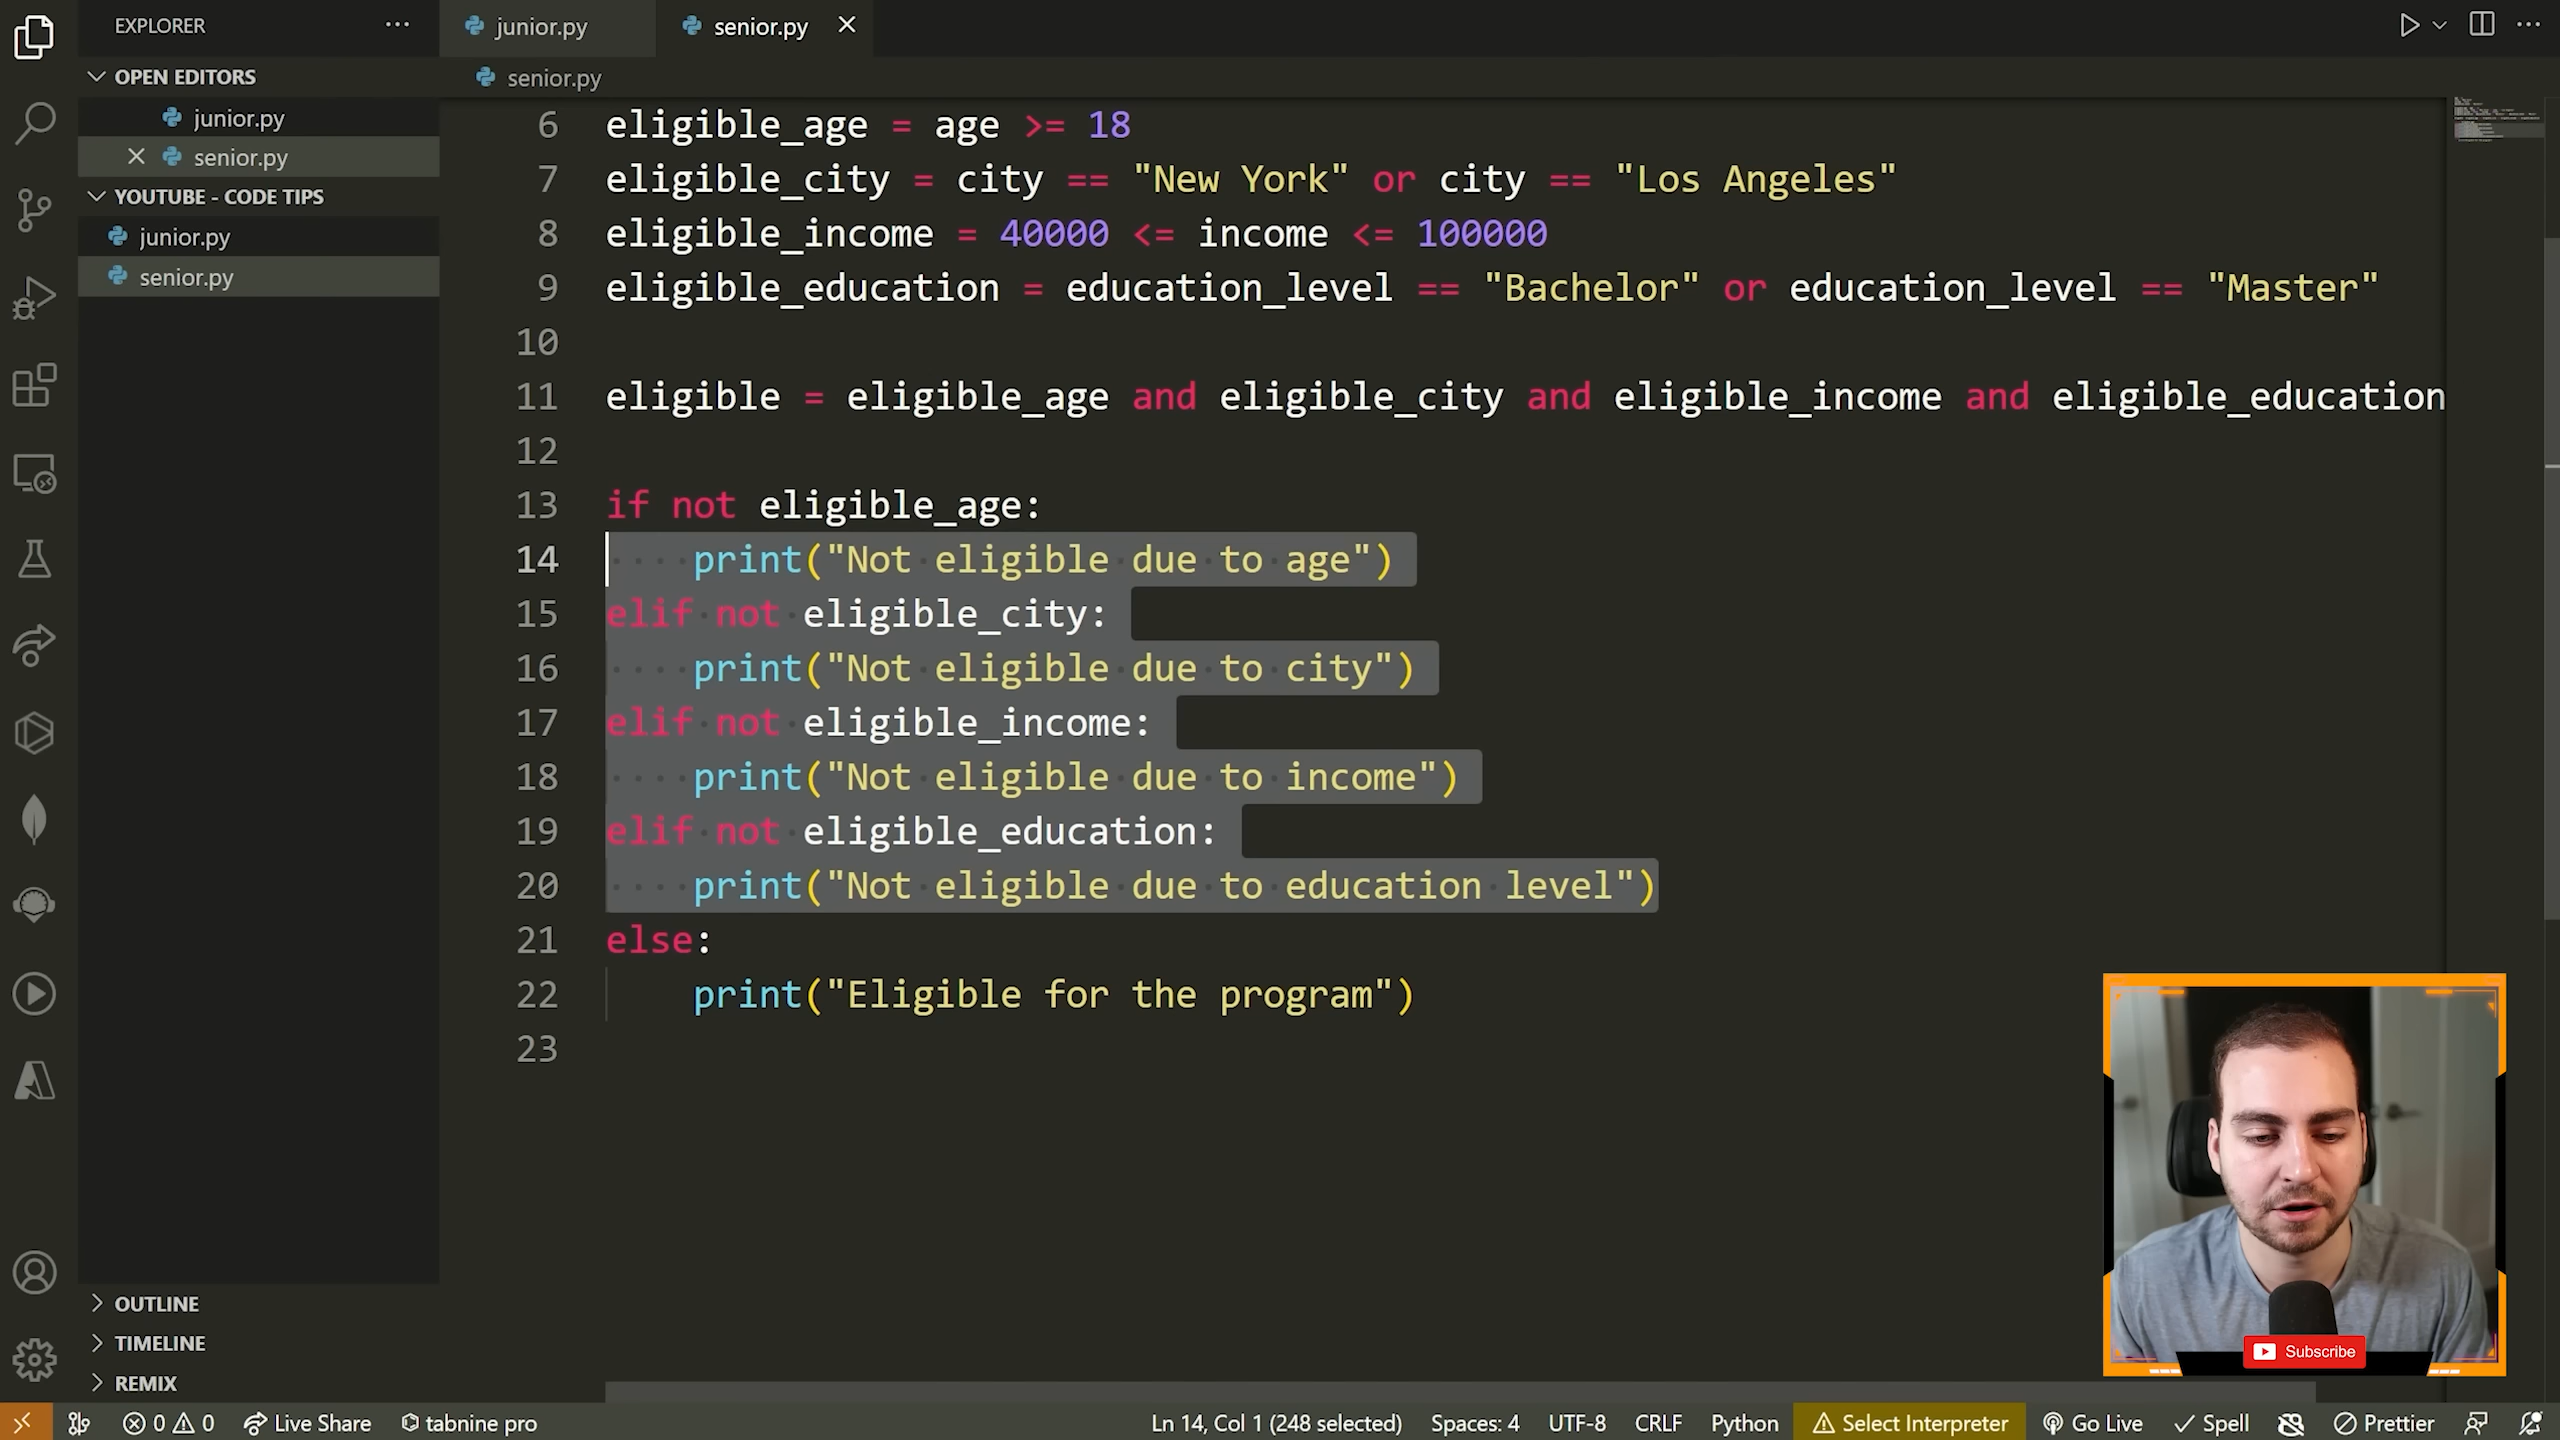 EXPLORER
junior.py
senior.py
OPEN EDITORS
junior.py
senior.py
YOUTUBE - CODE TIPS
junior.py
senior.py
OUTLINE
TIMELINE
REMIX
senior.py
6 eligible_age = age >= 18
7 eligible_city = city == "New York" or city == "Los Angeles"
8 eligible_income = 40000 <= income <= 100000
9 eligible_education = education_level == "Bachelor" or education_level == "Master"
10
11 eligible = eligible_age and eligible_city and eligible_income and eligible_education
12
13 if not eligible_age:
14 print("Not eligible due to age")
15 elif not eligible_city:
16 print("Not eligible due to city")
17 elif not eligible_income:
18 print("Not eligible due to income")
19 elif not eligible_education:
20 print("Not eligible due to education level")
21 else:
22 print("Eligible for the program")
23
Subscribe
0 0 Live Share tabnine pro Ln 14, Col 1 (248 selected) Spaces: 4 UTF-8 CRLF Python Select Interpreter Go Live Spell Prettier